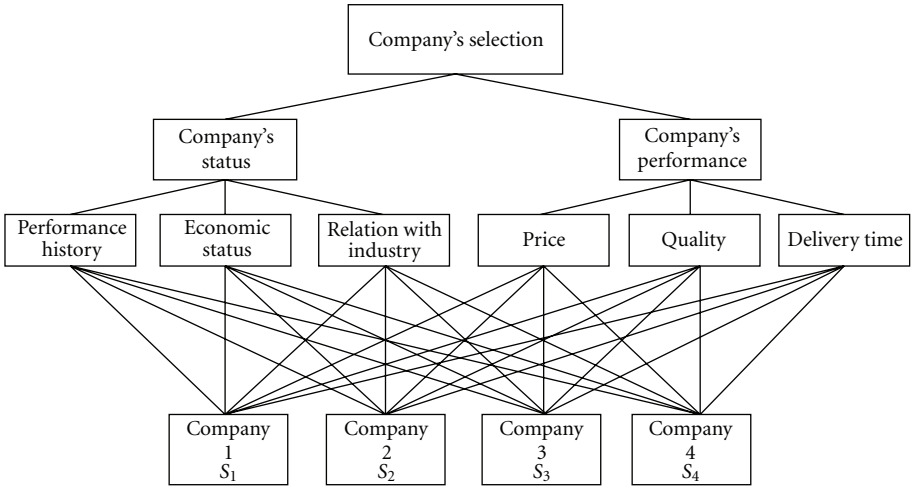 Company's selection
Company's
status
Company's
performance
Performance
history
Economic
status
Relation with
industry
Price
Quality
Delivery time
Company
1
S₁
Company
2
S₂
Company
3
S₃
Company
4
S₄